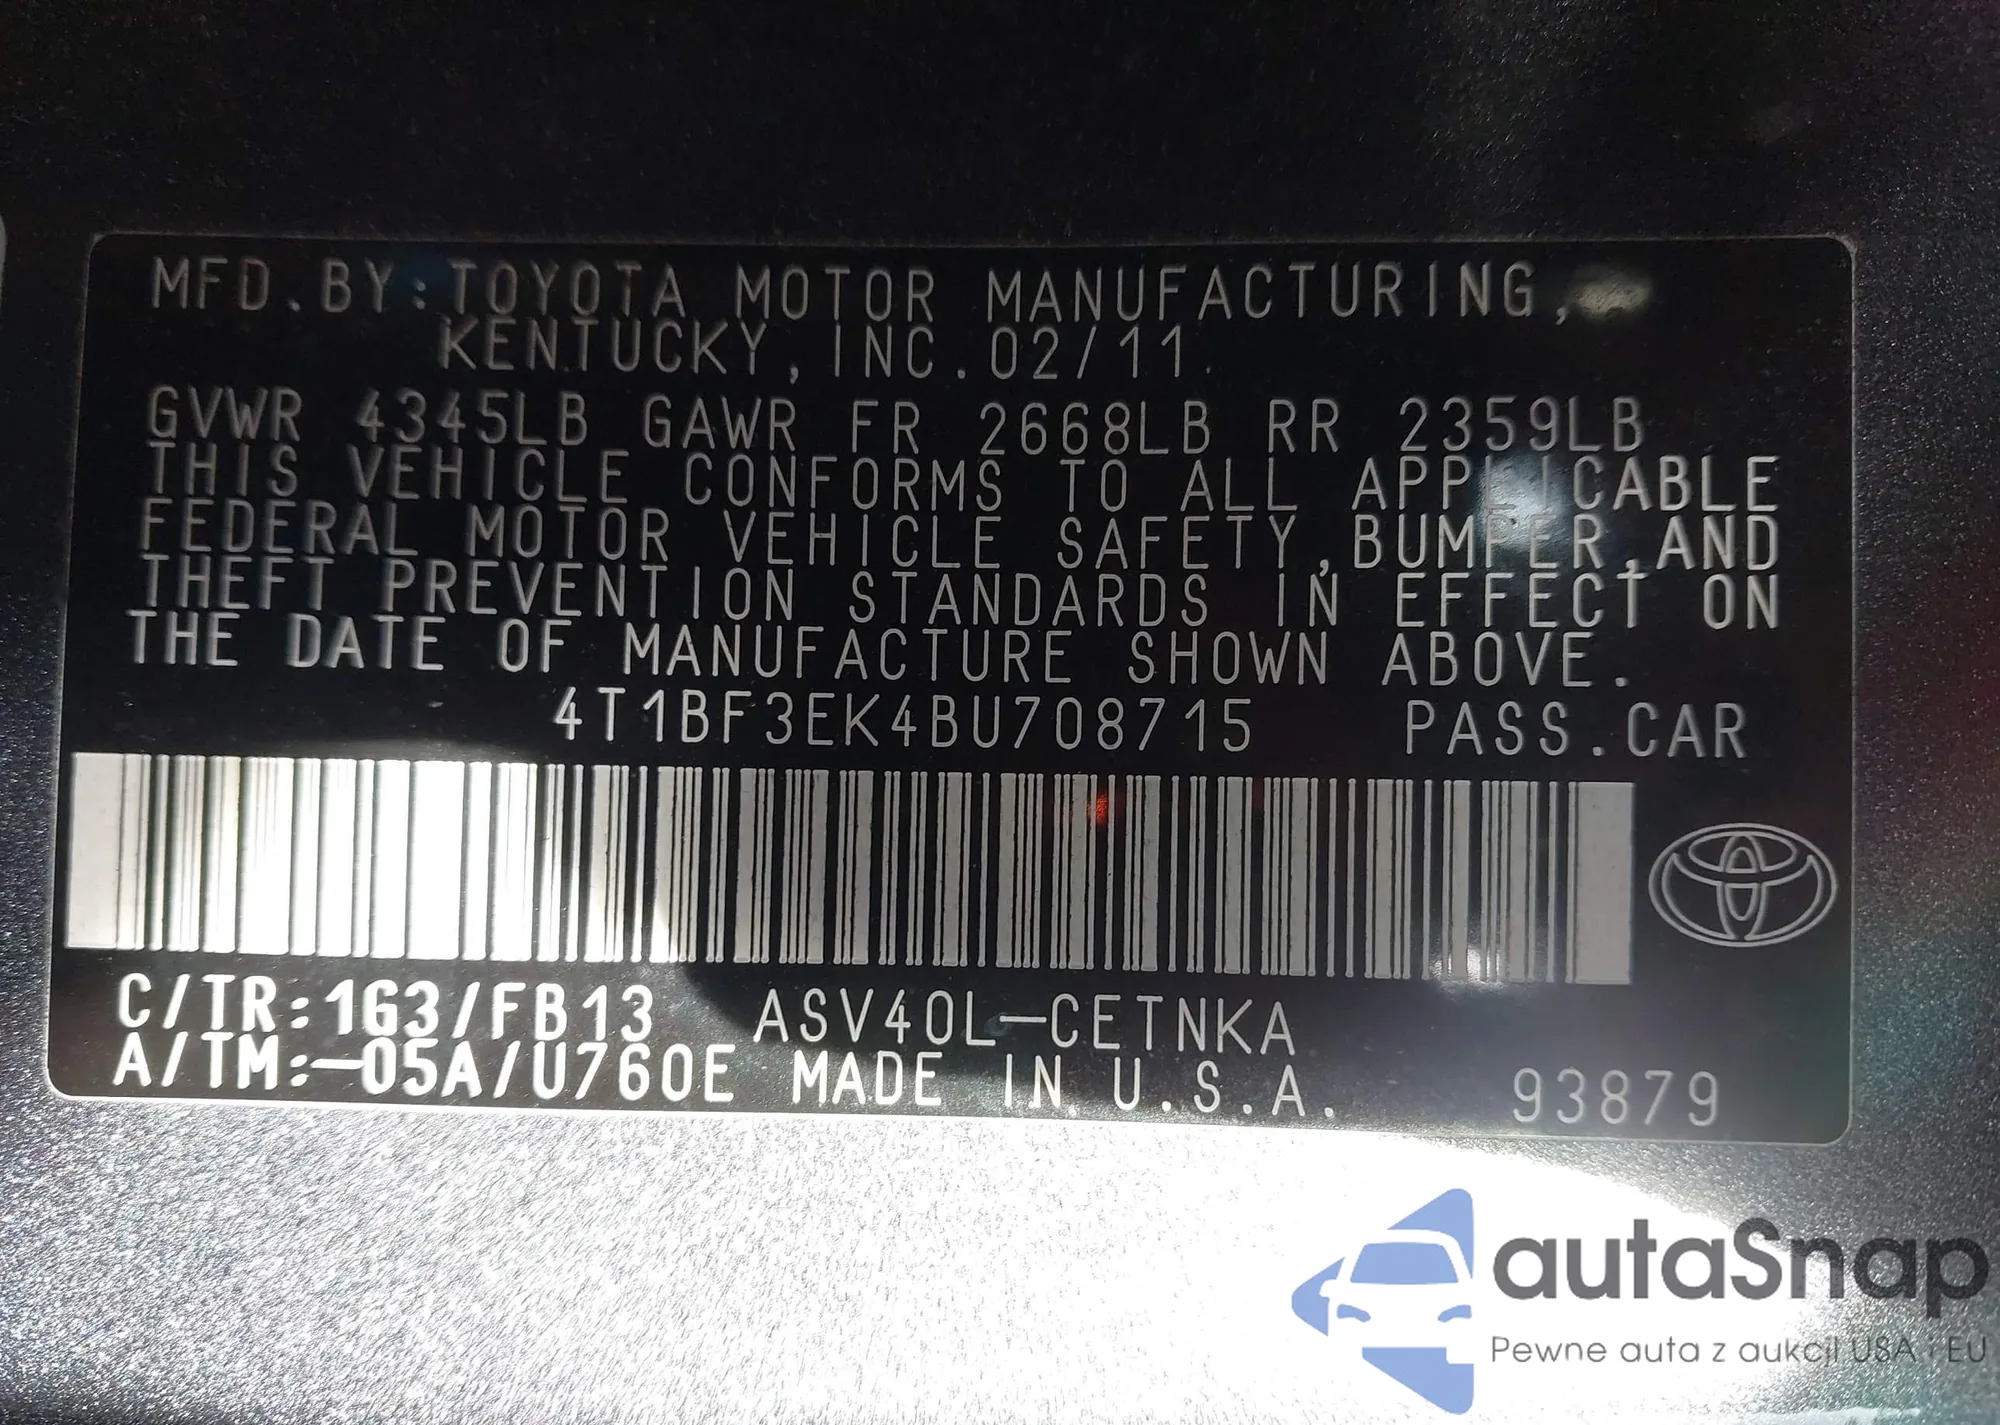 MFD.BY:TOYOTA MOTOR MANUFACTURING,
KENTUCKY,INC.02/11.
GVWR 4345LB GAWR FR 2668LB RR 2359LB
THIS VEHICLE CONFORMS TO ALL APPLICABLE
FEDERAL MOTOR VEHICLE SAFETY,BUMPER,AND
THEFT PREVENTION STANDARDS IN EFFECT ON
THE DATE OF MANUFACTURE SHOWN ABOVE.
4T1BF3EK4BU708715 PASS.CAR
C/TR:163/FB13 ASV40L-CETNKA
A/TM:-05A/U760E MADE IN U.S.A. 93879
autaSnap
Pewne auta z aukcji USA i EU